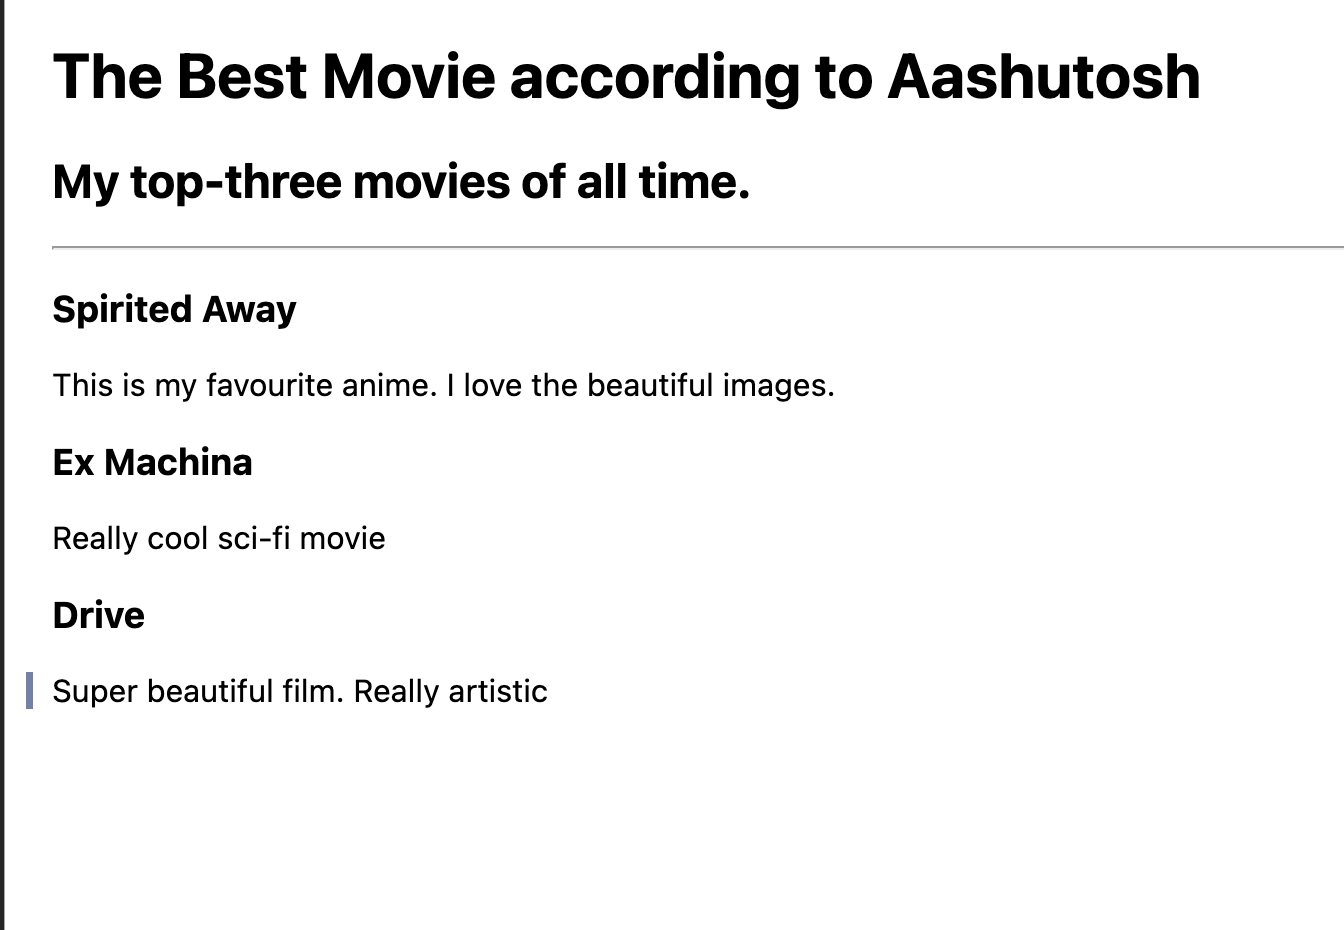 The Best Movie according to Aashutosh
My top-three movies of all time.
Spirited Away
This is my favourite anime. I love the beautiful images.
Ex Machina
Really cool sci-fi movie
Drive
Super beautiful film. Really artistic